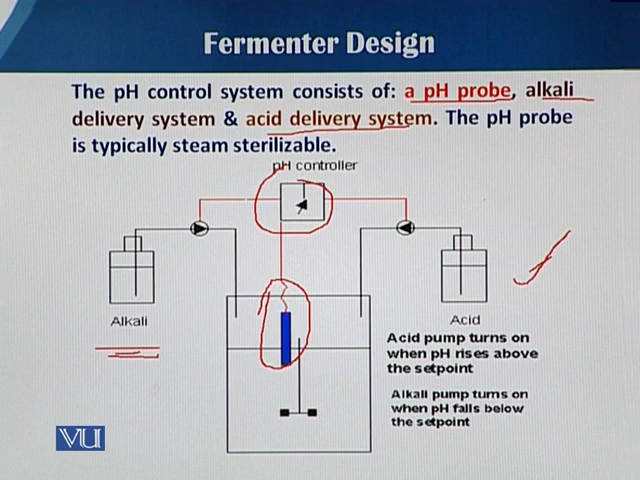 Fermenter Design
The pH control system consists of: a pH probe, alkali
delivery system & acid delivery system. The pH probe
is typically steam sterilizable.
pH controller
Alkali
Acid
Acid pump turns on
when pH rises above
the setpoint
Alkali pump turns on
when pH falls below
the setpoint
VU